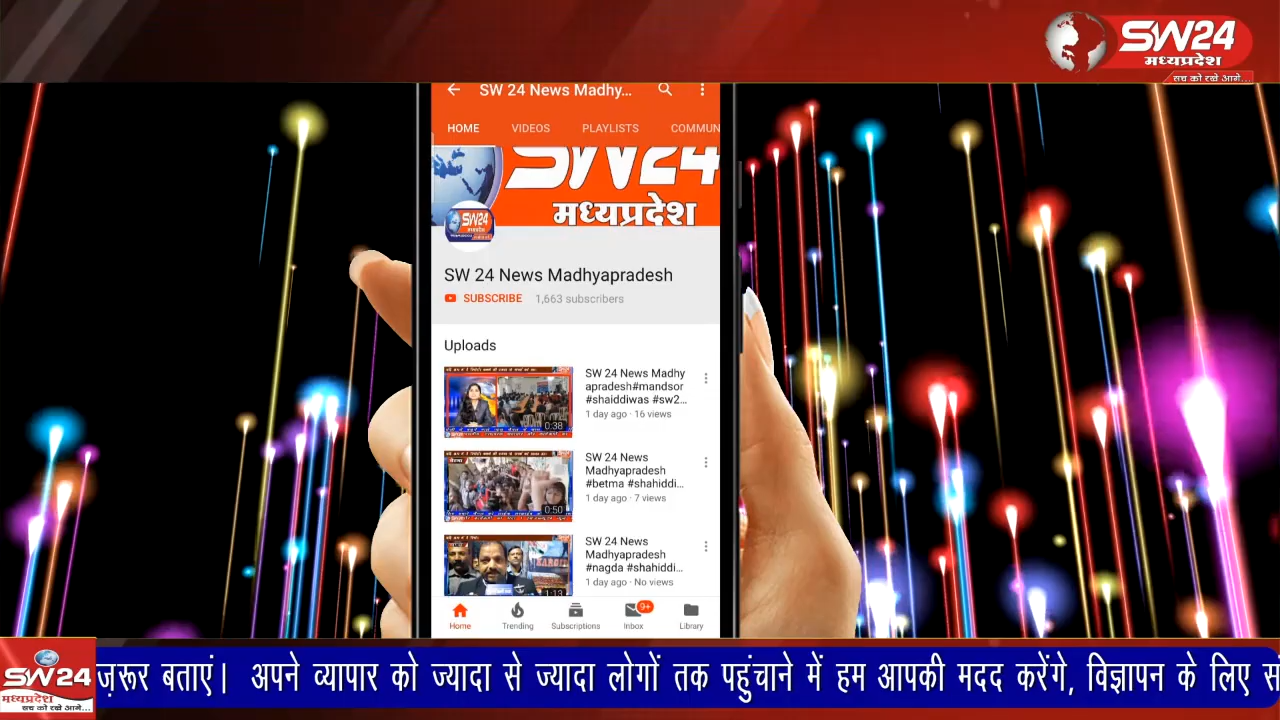 SW24
मध्यप्रदेश
सच को रखे आगे...
SW 24 News Madhy...
HOME VIDEOS PLAYLISTS COMMUN
SW24
मध्यप्रदेश
SW24
SW 24 News Madhyapradesh
SUBSCRIBE 1,663 subscribers
Uploads
SW 24 News Madhy
apradesh#mandsor
#shaiddiwas #sw2...
1 day ago · 16 views
0:38
SW 24 News
Madhyapradesh
#betma #shahiddi...
1 day ago · 7 views
0:50
SW 24 News
Madhyapradesh
#nagda #shahiddi...
1 day ago · No views
1:13
9+
Home Trending Subscriptions Inbox Library
SW24
मध्यप्रदेश
सच को रखे आगे...
ज़रूर बताएं। अपने व्यापार को ज्यादा से ज्यादा लोगों तक पहुंचाने में हम आपकी मदद करेंगे, विज्ञापन के लिए सं